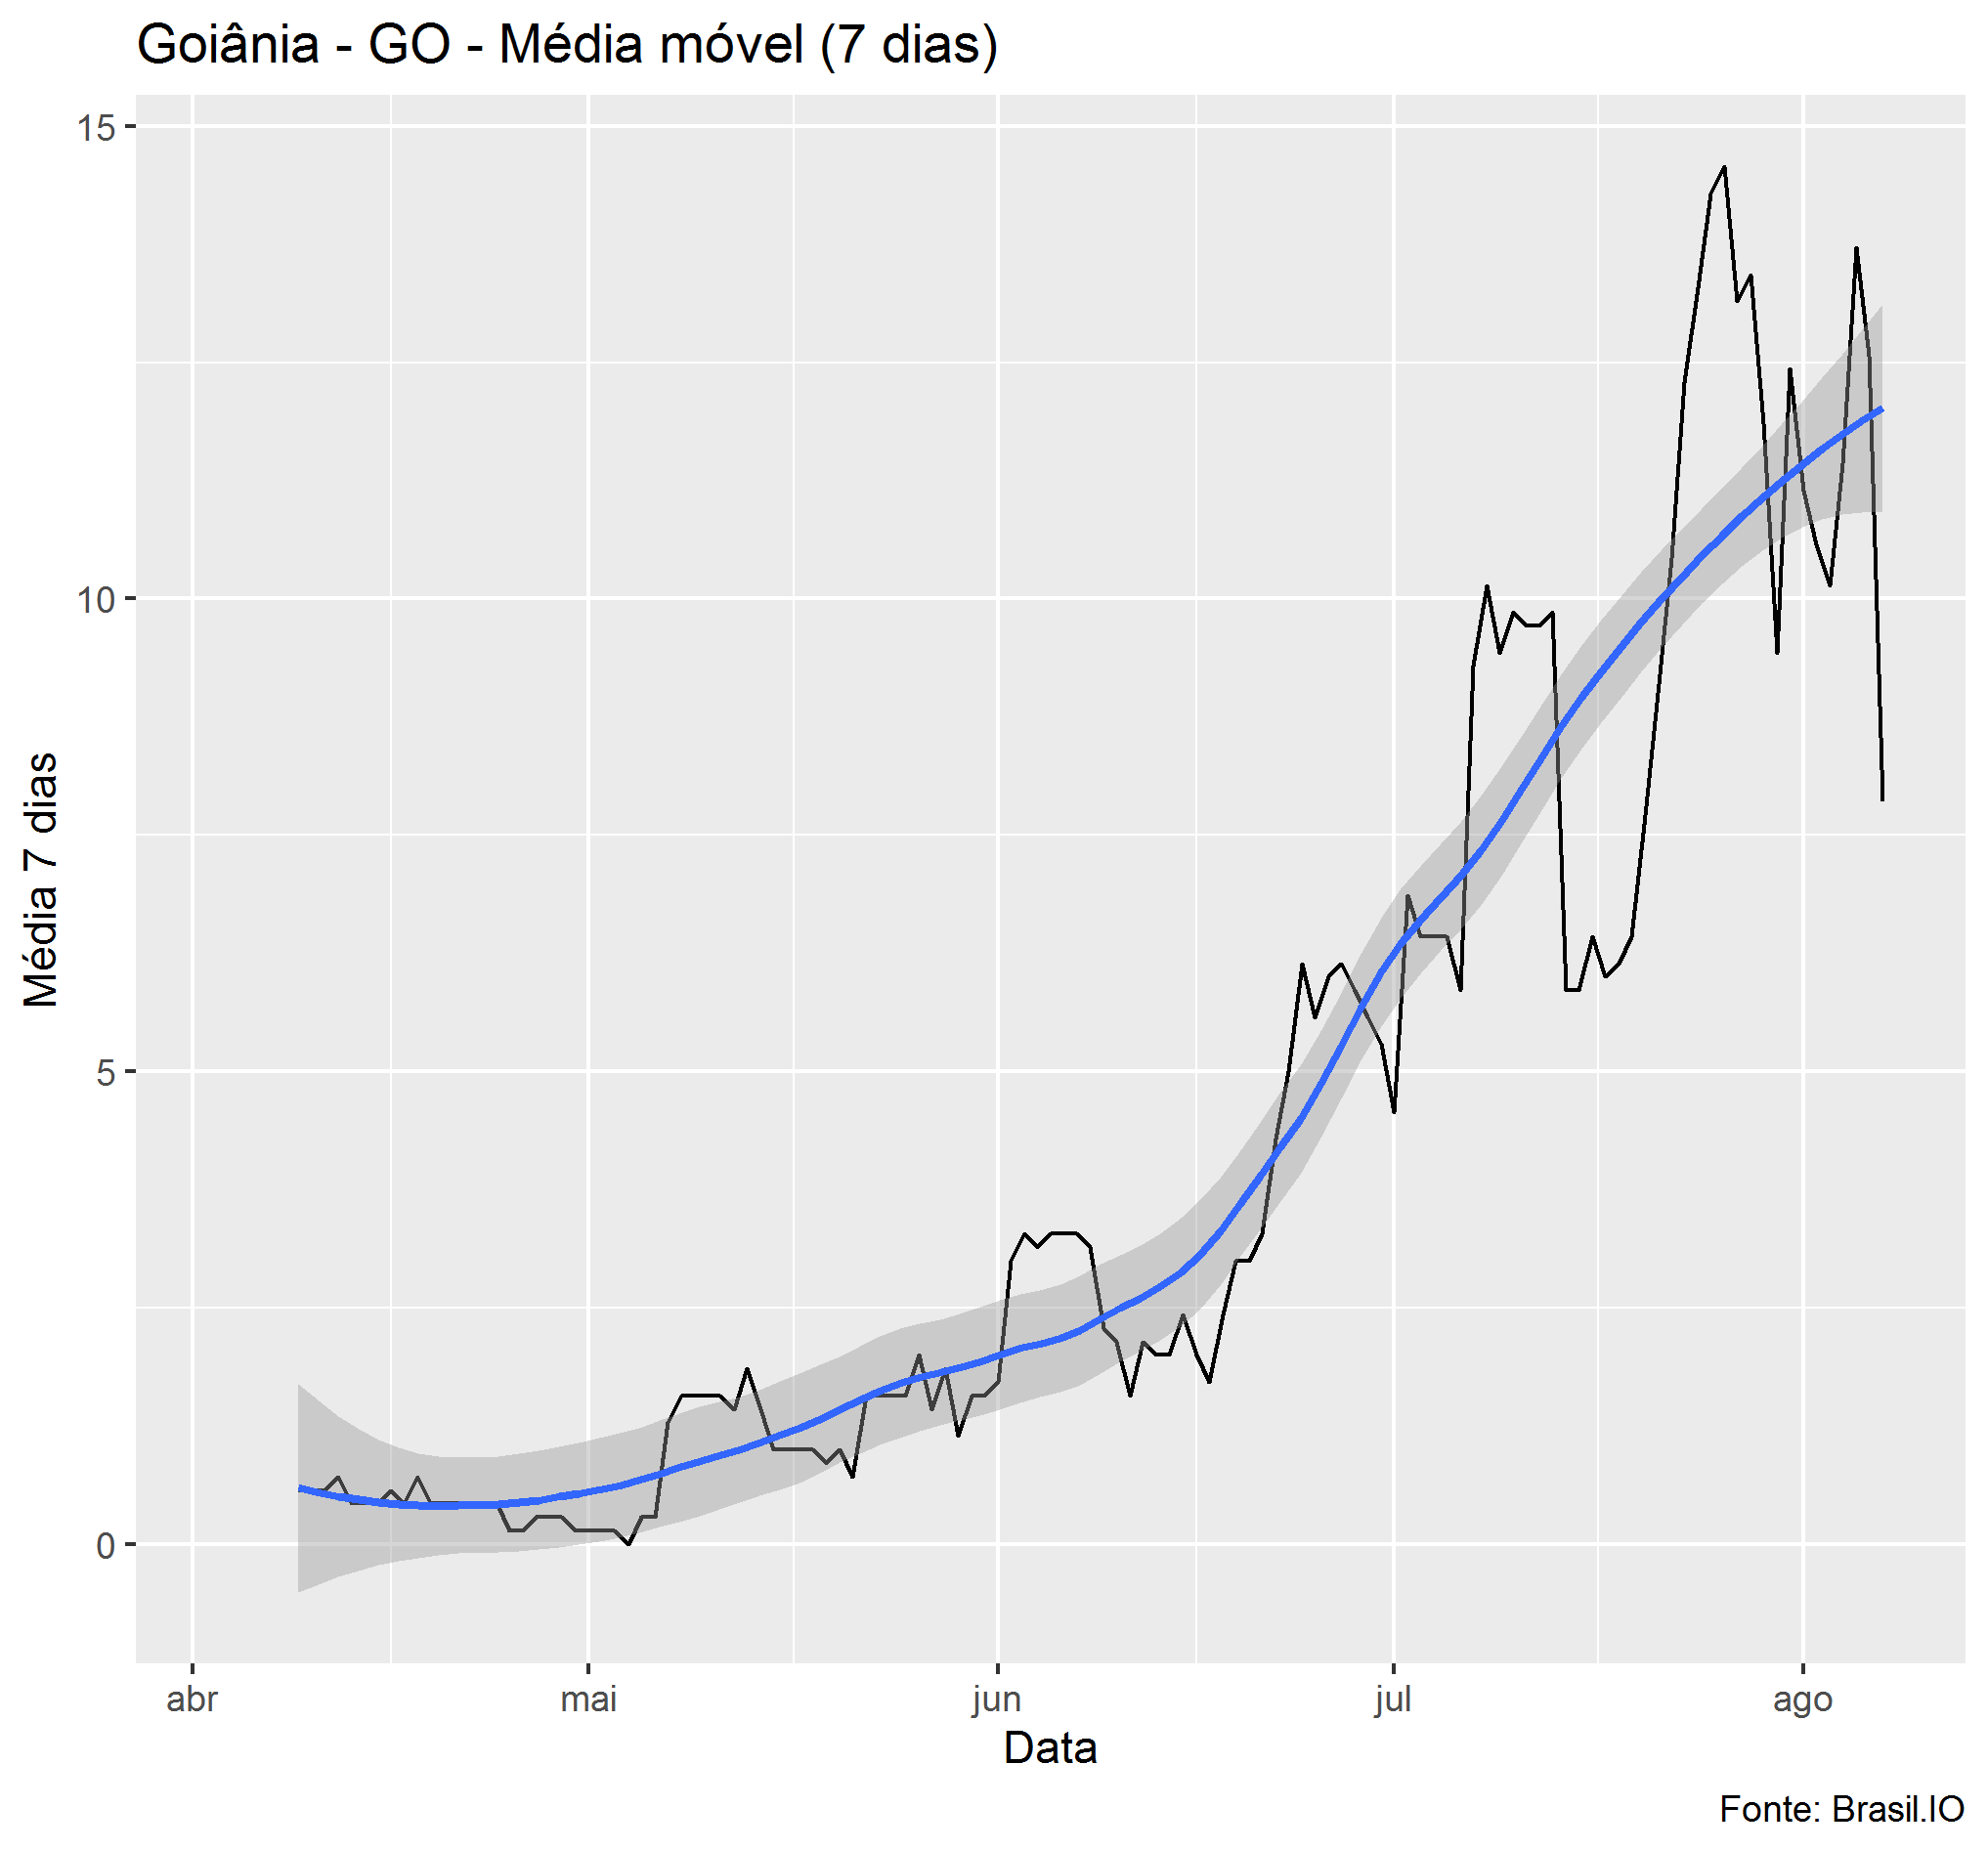 Goiânia - GO - Média móvel (7 dias)
15
10
5
0
Média 7 dias
abr mai jun jul ago
Data
Fonte: Brasil.IO